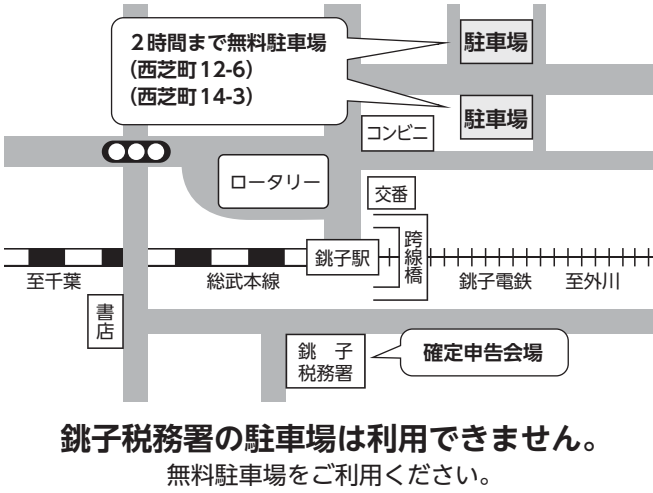 ２時間まで無料駐車場
（西芝町12-6）
（西芝町14-3）
駐車場
駐車場
コンビニ
ロータリー
交番
跨線橋
銚子駅
至千葉
総武本線
銚子電鉄
至外川
書店
銚　子
税務署
確定申告会場
銚子税務署の駐車場は利用できません。
無料駐車場をご利用ください。